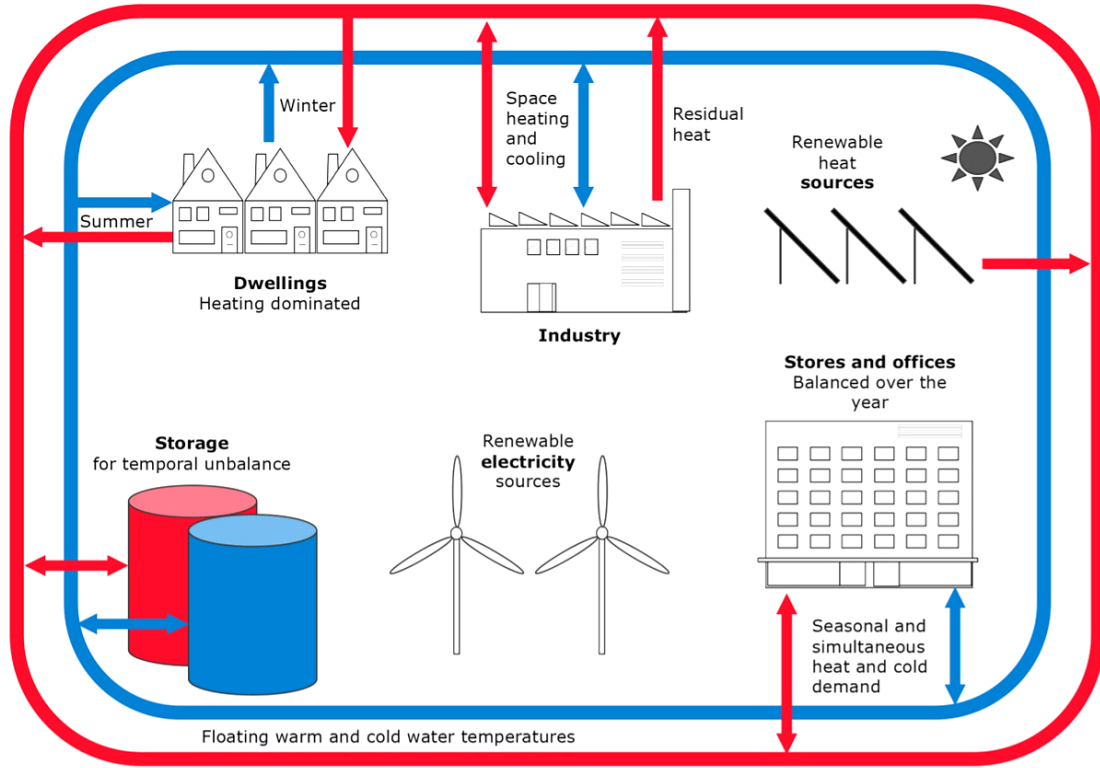 Winter
Summer
Dwellings
Heating dominated
Space
heating
and
cooling
Residual
heat
Industry
Renewable
heat
sources
Stores and offices
Balanced over the
year
Storage
for temporal unbalance
Renewable
electricity
sources
Seasonal and
simultaneous
heat and cold
demand
Floating warm and cold water temperatures